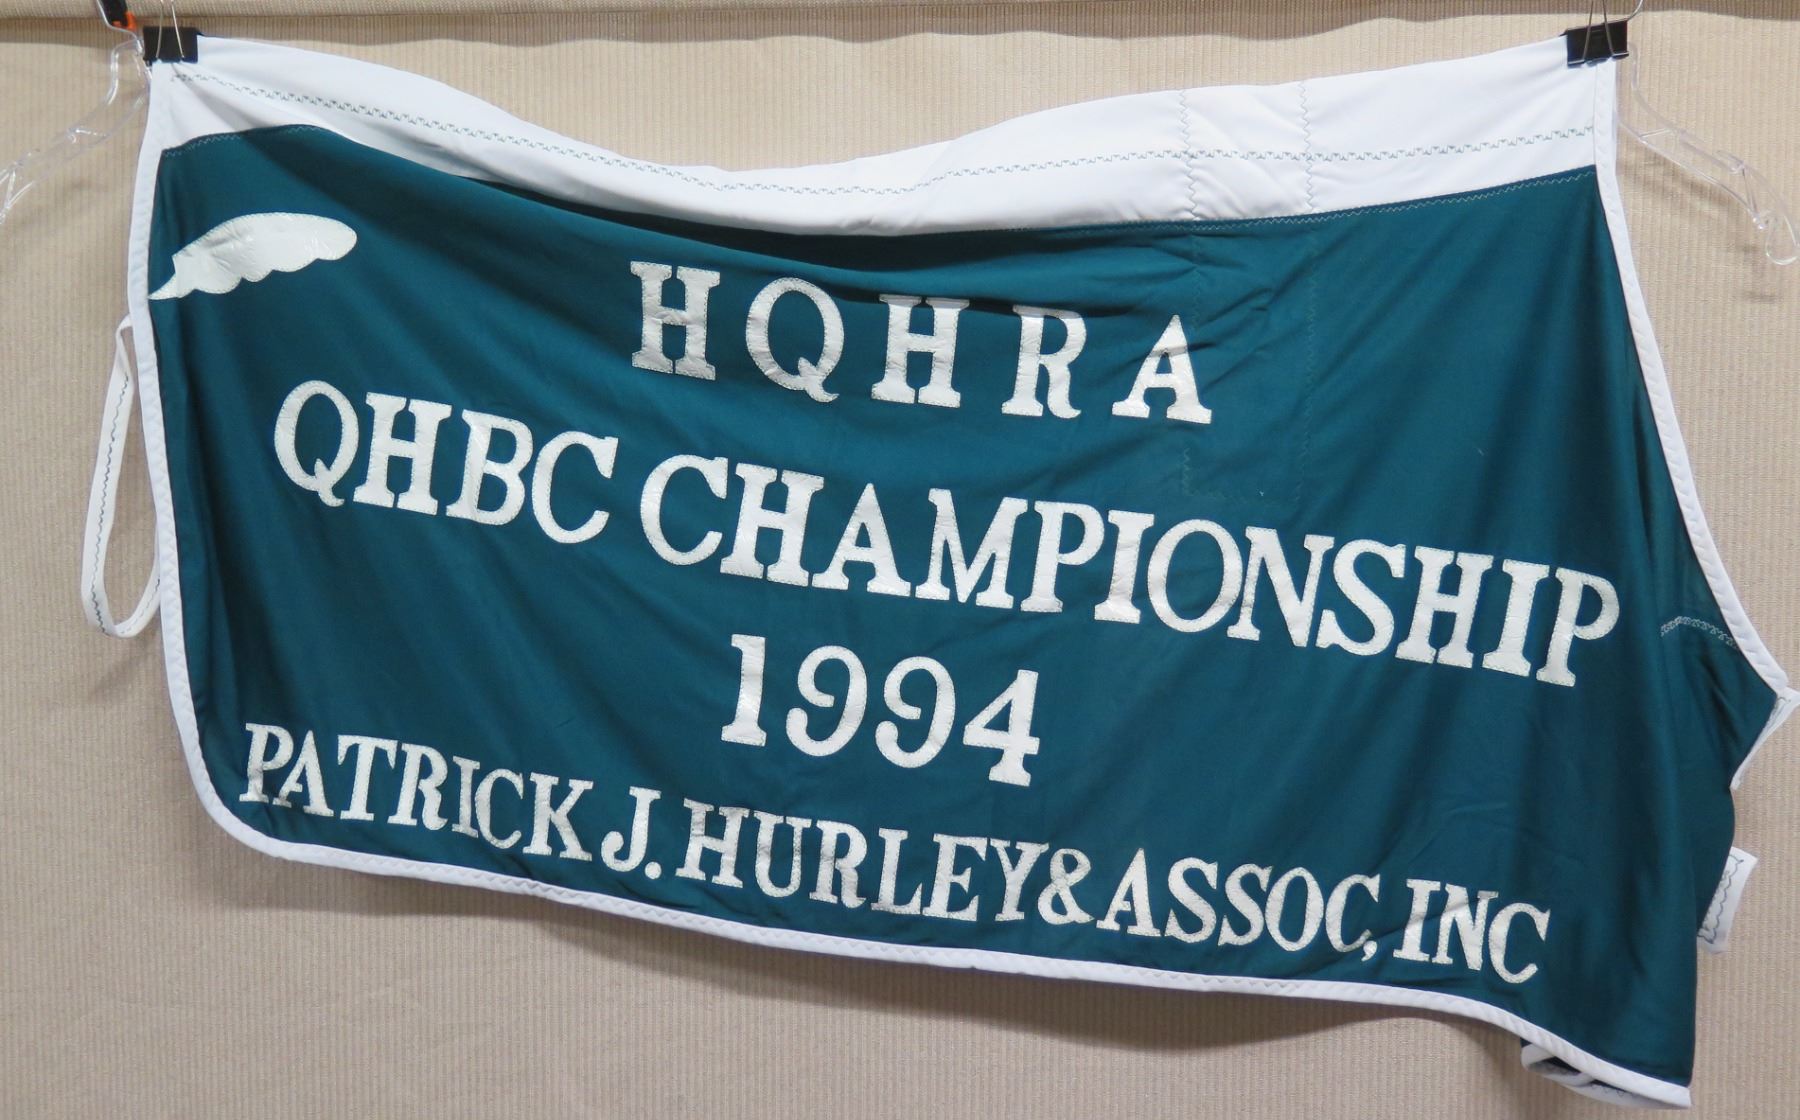 HQHRA
QHBC CHAMPIONSHIP
1994
PATRICK J. HURLEY & ASSOC, INC